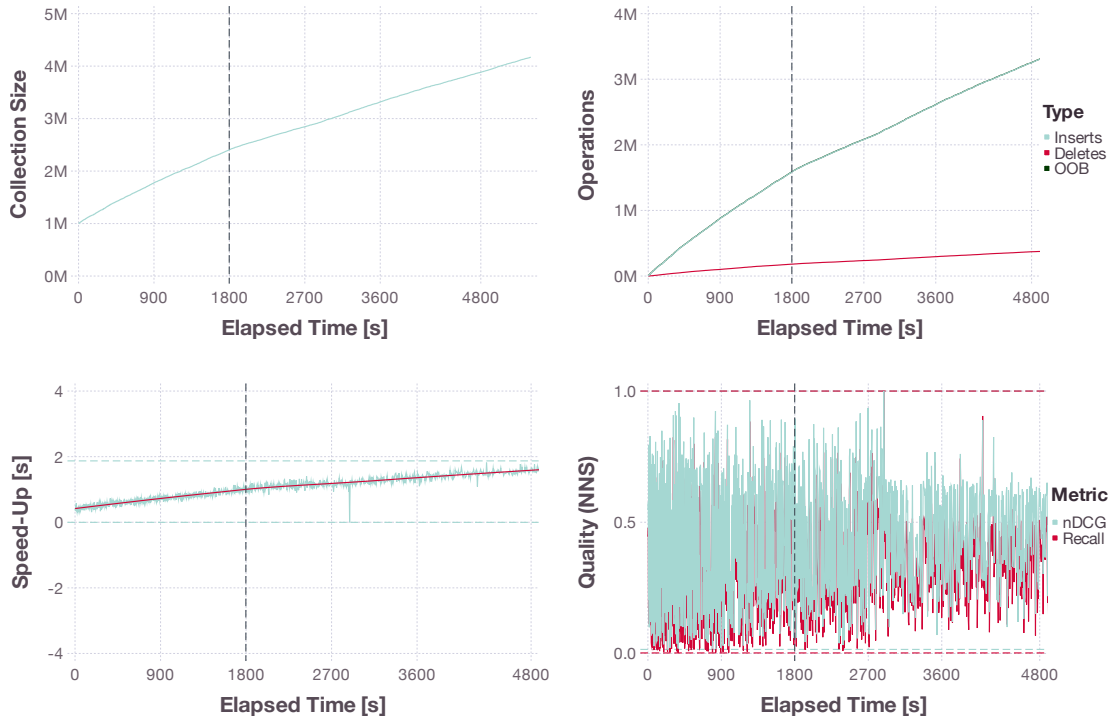 Collection Size
5M
4M
3M
2M
1M
0M
0 900 1800 2700 3600 4800
Elapsed Time [s]
Operations
4M
3M
2M
1M
0M
0 900 1800 2700 3600 4800
Elapsed Time [s]
Type
Inserts
Deletes
OOB
Speed-Up [s]
4
2
0
-2
-4
0 900 1800 2700 3600 4800
Elapsed Time [s]
Quality (NNS)
1.0
0.5
0.0
0 900 1800 2700 3600 4800
Elapsed Time [s]
Metric
nDCG
Recall